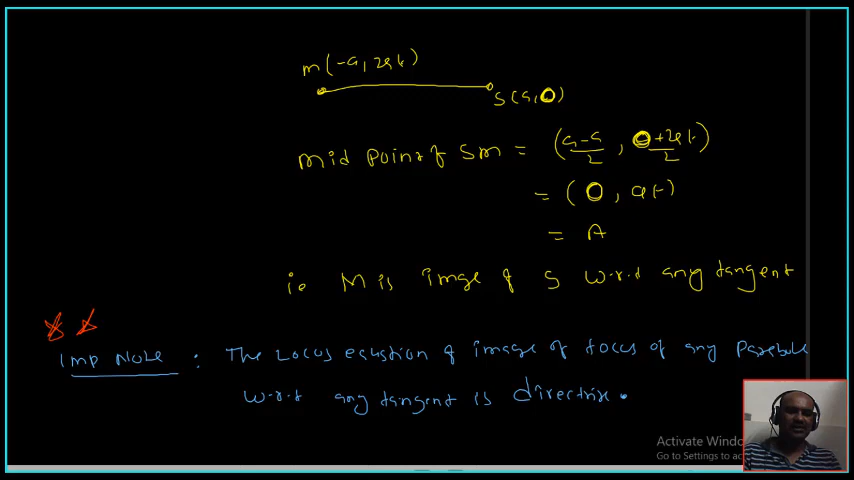 m(-a, 2at)
S(a, 0)
mid point of Sm = (a-a/2, 0+2at/2)
= (0, at)
= A
ie M is image of S w.r.t any tangent
Imp Note : The Locus equation of image of focus of any Parabola
w.r.t any tangent is directrix.
Activate Windo
Go to Settings to ac